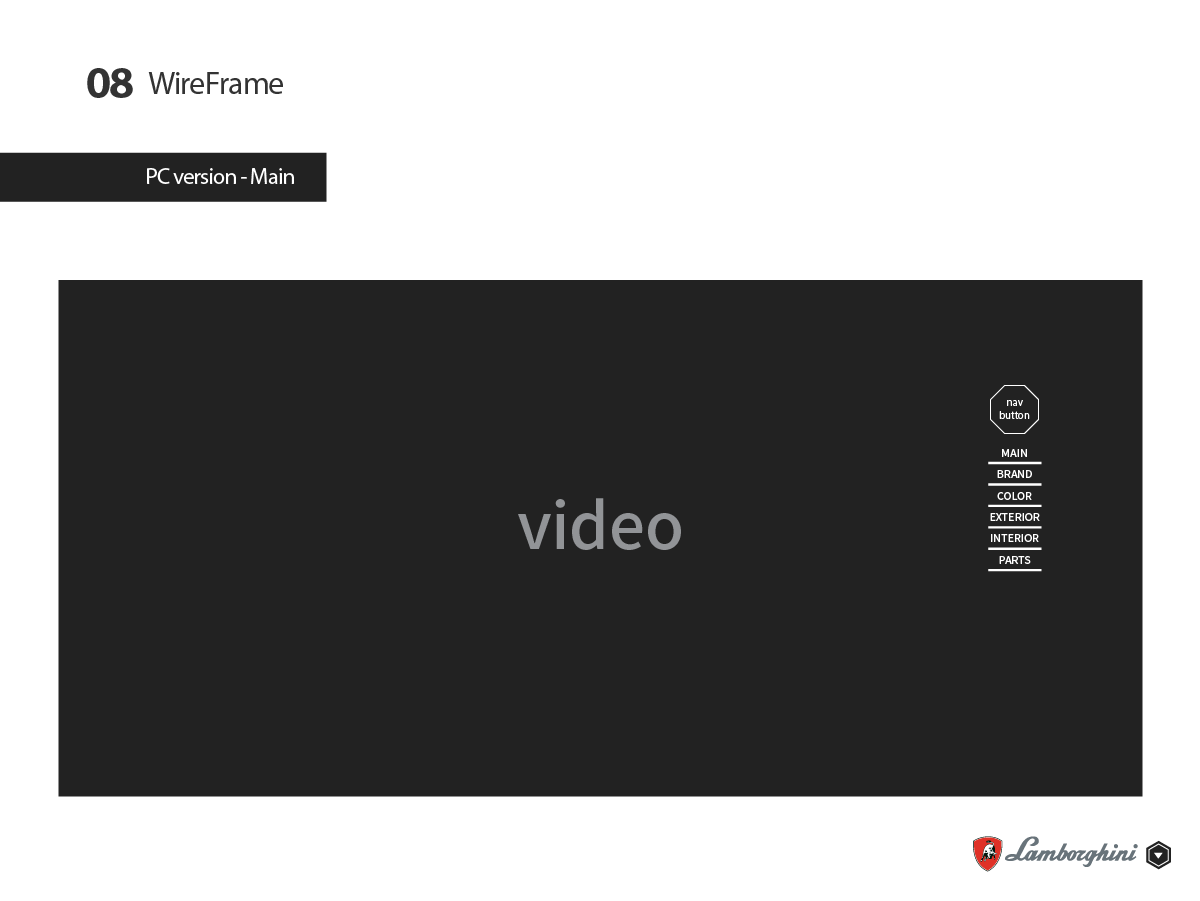 08 WireFrame
PC version - Main
nav
button
MAIN
BRAND
COLOR
EXTERIOR
INTERIOR
PARTS
video
Lamborghini